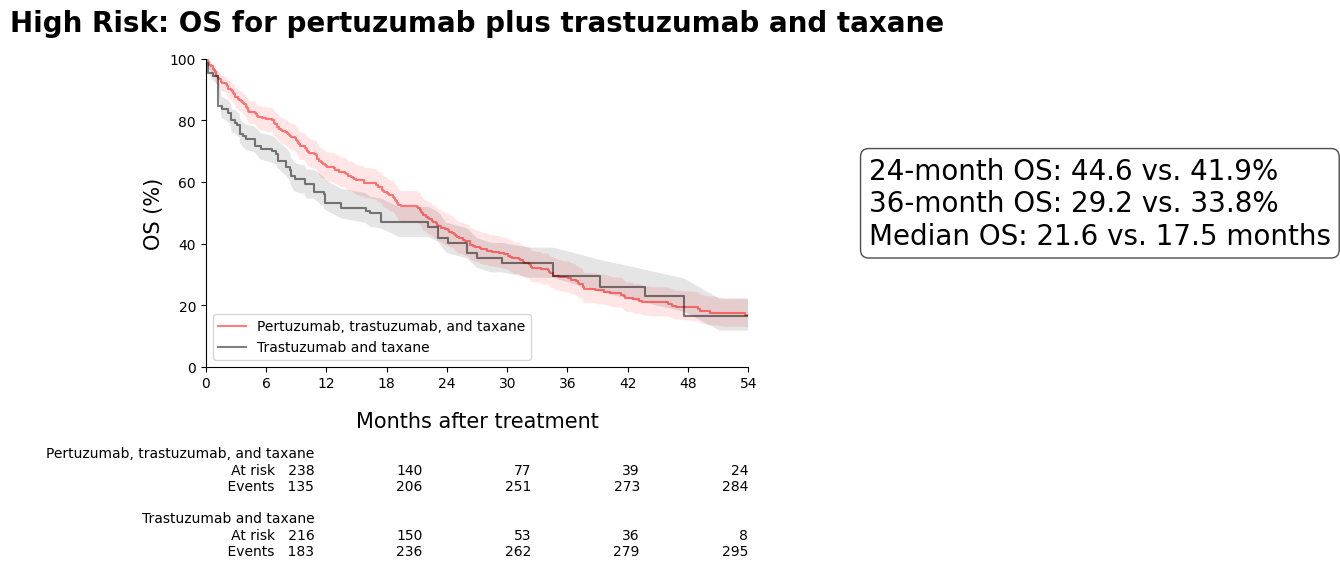 High Risk: OS for pertuzumab plus trastuzumab and taxane
100
80
60
40
20
0
OS (%)
Pertuzumab, trastuzumab, and taxane
Trastuzumab and taxane
0 6 12 18 24 30 36 42 48 54
Months after treatment
24-month OS: 44.6 vs. 41.9%
36-month OS: 29.2 vs. 33.8%
Median OS: 21.6 vs. 17.5 months
Pertuzumab, trastuzumab, and taxane
At risk 238 140 77 39 24
Events 135 206 251 273 284
Trastuzumab and taxane
At risk 216 150 53 36 8
Events 183 236 262 279 295